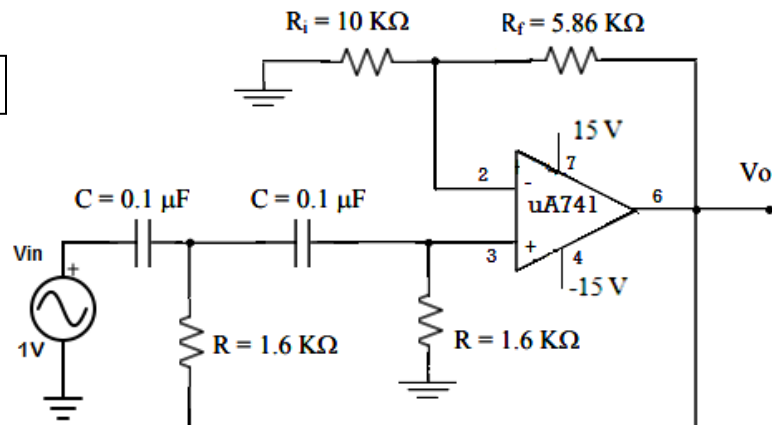 Rᵢ = 10 KΩ
R_f = 5.86 KΩ
15 V
7
2
-
uA741
6
Vo
C = 0.1 µF
C = 0.1 µF
3
+
4
-15 V
Vin
+
1V
R = 1.6 KΩ
R = 1.6 KΩ